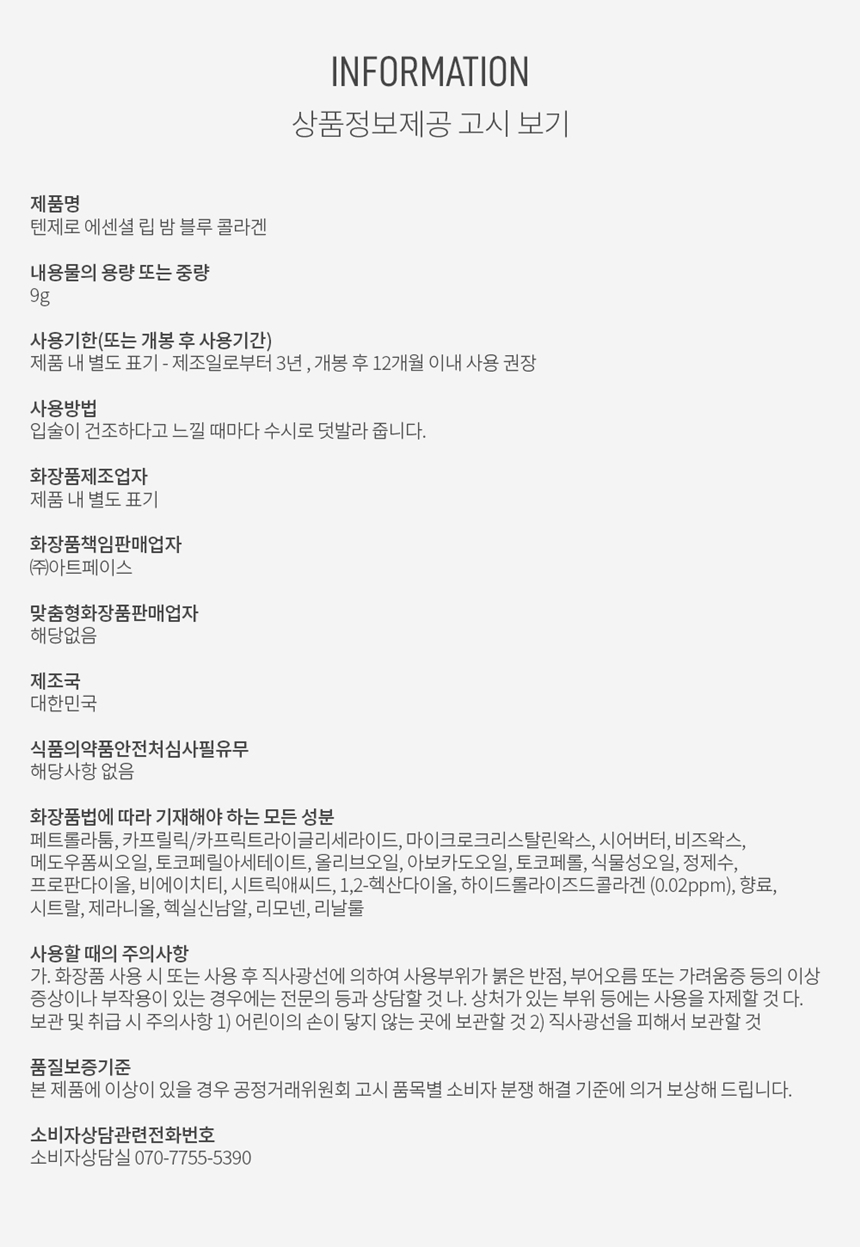 INFORMATION
상품정보제공 고시 보기
제품명
텐제로 에센셜 립 밤 블루 콜라겐
내용물의 용량 또는 중량
9g
사용기한(또는 개봉 후 사용기간)
제품 내 별도 표기 - 제조일로부터 3년 , 개봉 후 12개월 이내 사용 권장
사용방법
입술이 건조하다고 느낄 때마다 수시로 덧발라 줍니다.
화장품제조업자
제품 내 별도 표기
화장품책임판매업자
㈜아트페이스
맞춤형화장품판매업자
해당없음
제조국
대한민국
식품의약품안전처심사필유무
해당사항 없음
화장품법에 따라 기재해야 하는 모든 성분
페트롤라툼, 카프릴릭/카프릭트라이글리세라이드, 마이크로크리스탈린왁스, 시어버터, 비즈왁스,
메도우폼씨오일, 토코페릴아세테이트, 올리브오일, 아보카도오일, 토코페롤, 식물성오일, 정제수,
프로판다이올, 비에이치티, 시트릭애씨드, 1,2-헥산다이올, 하이드롤라이즈드콜라겐 (0.02ppm), 향료,
시트랄, 제라니올, 헥실신남알, 리모넨, 리날룰
사용할 때의 주의사항
가. 화장품 사용 시 또는 사용 후 직사광선에 의하여 사용부위가 붉은 반점, 부어오름 또는 가려움증 등의 이상
증상이나 부작용이 있는 경우에는 전문의 등과 상담할 것 나. 상처가 있는 부위 등에는 사용을 자제할 것 다.
보관 및 취급 시 주의사항 1) 어린이의 손이 닿지 않는 곳에 보관할 것 2) 직사광선을 피해서 보관할 것
품질보증기준
본 제품에 이상이 있을 경우 공정거래위원회 고시 품목별 소비자 분쟁 해결 기준에 의거 보상해 드립니다.
소비자상담관련전화번호
소비자상담실 070-7755-5390